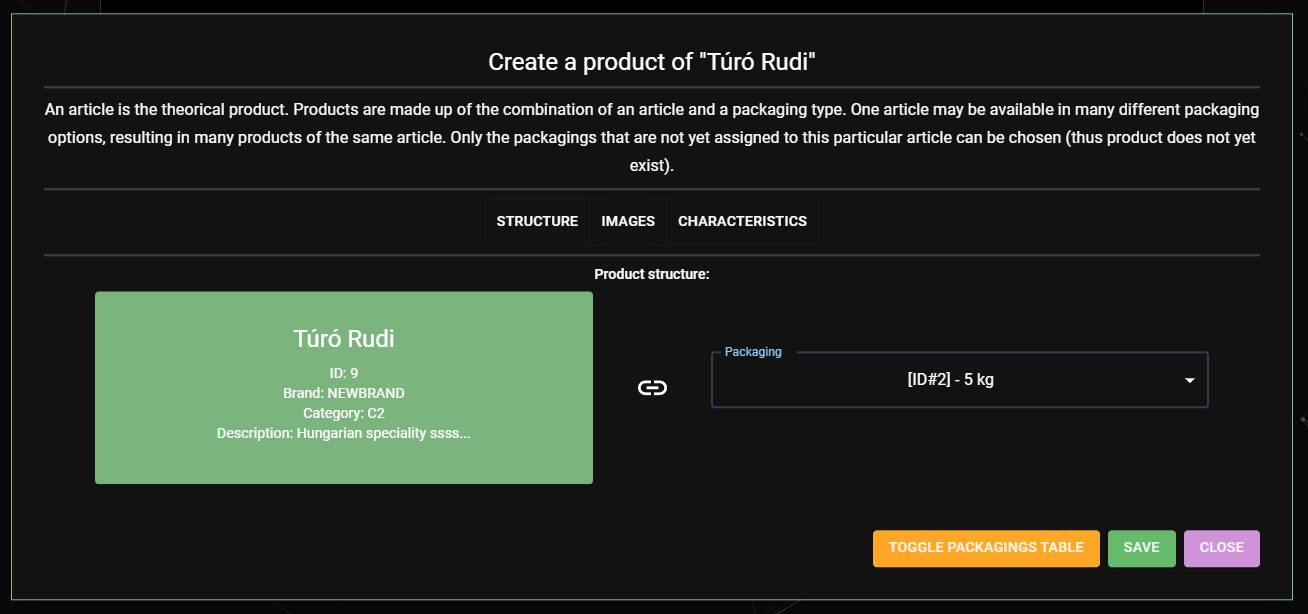 Create a product of "Túró Rudi"
An article is the theorical product. Products are made up of the combination of an article and a packaging type. One article may be available in many different packaging
options, resulting in many products of the same article. Only the packagings that are not yet assigned to this particular article can be chosen (thus product does not yet
exist).
STRUCTURE IMAGES CHARACTERISTICS
Product structure:
Túró Rudi
ID: 9
Brand: NEWBRAND
Category: C2
Description: Hungarian speciality ssss...
Packaging
[ID#2] - 5 kg
TOGGLE PACKAGINGS TABLE SAVE CLOSE